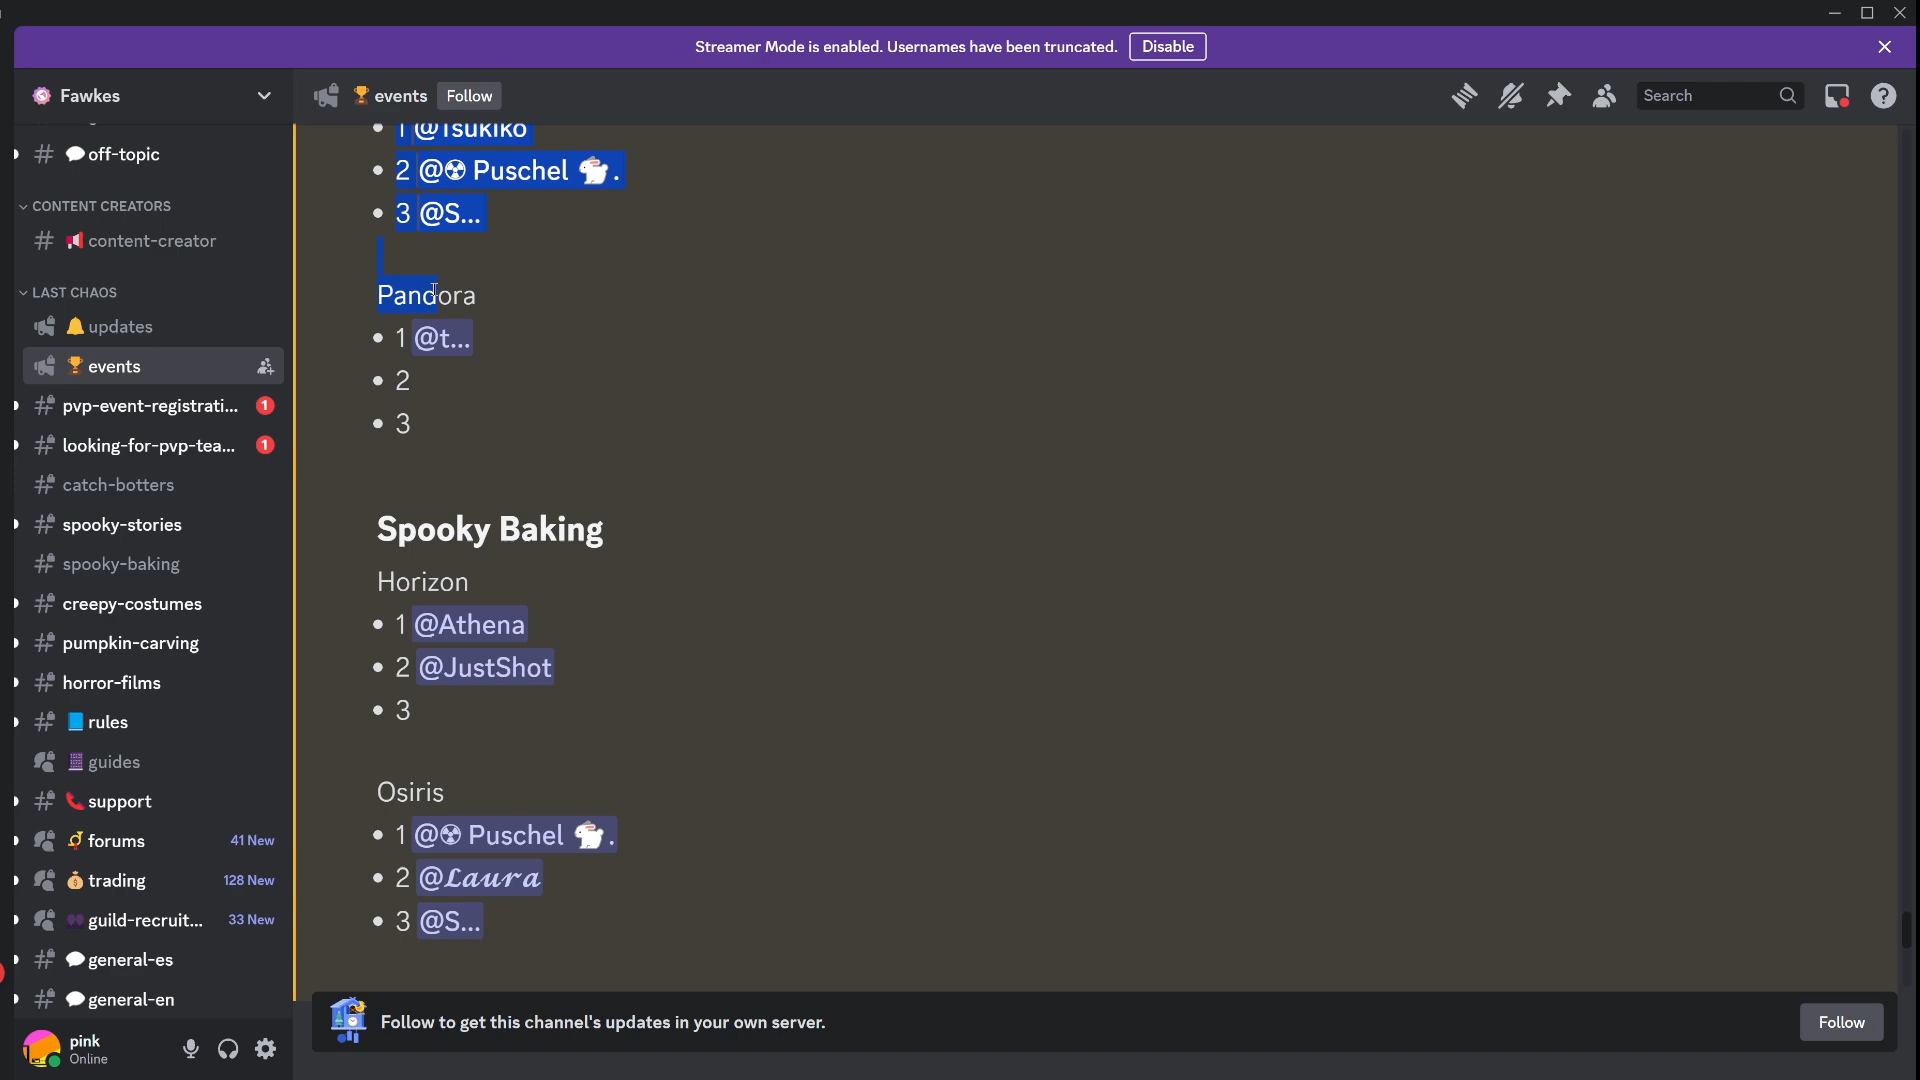 Streamer Mode is enabled. Usernames have been truncated. Disable
Fawkes
events Follow
Search
off-topic
CONTENT CREATORS
content-creator
LAST CHAOS
updates
events
pvp-event-registrati... 1
looking-for-pvp-tea... 1
catch-botters
spooky-stories
spooky-baking
creepy-costumes
pumpkin-carving
horror-films
rules
guides
support
forums 41 New
trading 128 New
guild-recruit... 33 New
general-es
general-en
pink
Online
• 1 @Tsukiko
• 2 @☢ Puschel 🐇.
• 3 @S...
Pandora
• 1 @t...
• 2
• 3
Spooky Baking
Horizon
• 1 @Athena
• 2 @JustShot
• 3
Osiris
• 1 @☢ Puschel 🐇.
• 2 @𝓛𝓪𝓾𝓻𝓪
• 3 @S...
Follow to get this channel's updates in your own server. Follow